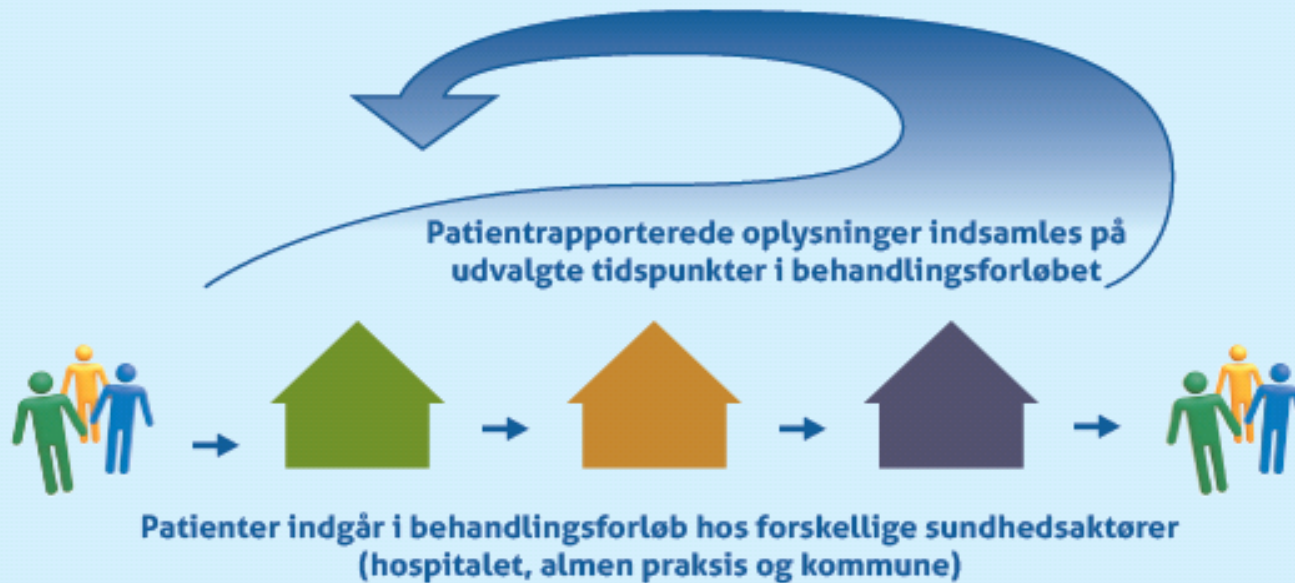 Patientrapporterede oplysninger indsamles på
udvalgte tidspunkter i behandlingsforløbet
Patienter indgår i behandlingsforløb hos forskellige sundhedsaktører
(hospitalet, almen praksis og kommune)